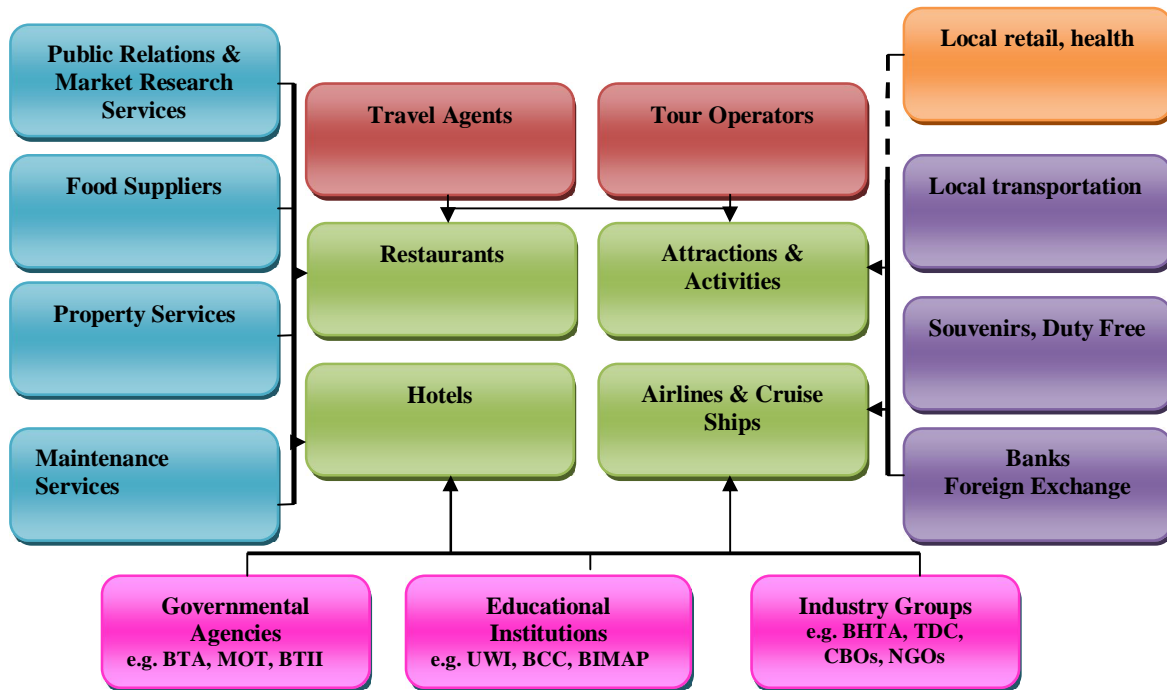 Public Relations &
Market Research
Services
Food Suppliers
Property Services
Maintenance
Services
Travel Agents
Tour Operators
Restaurants
Attractions &
Activities
Hotels
Airlines & Cruise
Ships
Local retail, health
Local transportation
Souvenirs, Duty Free
Banks
Foreign Exchange
Governmental
Agencies
e.g. BTA, MOT, BTII
Educational
Institutions
e.g. UWI, BCC, BIMAP
Industry Groups
e.g. BHTA, TDC,
CBOs, NGOs